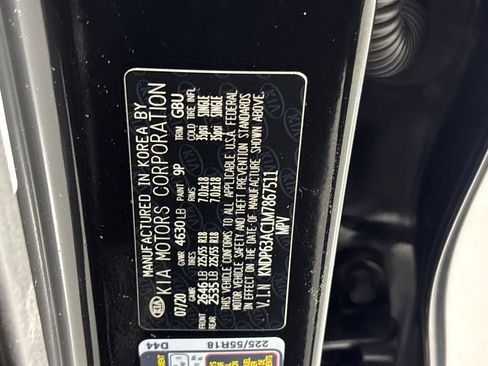 MANUFACTURED IN KOREA BY
KIA KIA MOTORS CORPORATION
07/20 GVWR 4630 LB PAINT 9P TRIM GBU
GAWR TIRES RIMS COLD TIRE INFL
FRONT 2646 LB 225/55 R18 7.0JX18 35psi SINGLE
REAR 2535 LB 225/55 R18 7.0JX18 35psi SINGLE
THIS VEHICLE CONFORMS TO ALL APPLICABLE U.S.A. FEDERAL
MOTOR VEHICLE SAFETY AND THEFT PREVENTION STANDARDS
IN EFFECT ON THE DATE OF MANUFACTURE SHOWN ABOVE.
V.I.N KNDP63AC1M7867511
MPV
D44
225/55R18